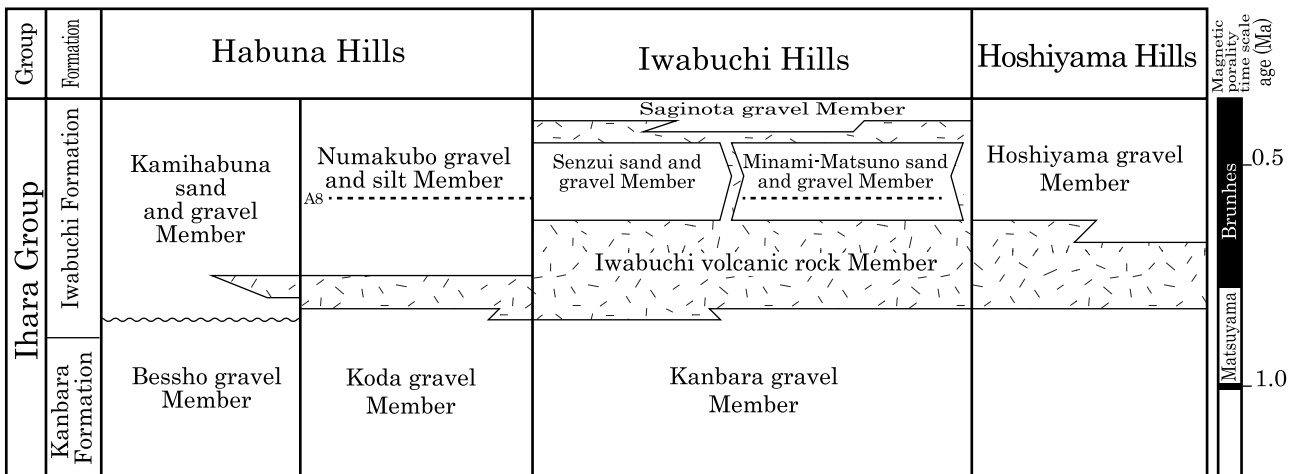 Group
Formation
Habuna Hills
Iwabuchi Hills
Hoshiyama Hills
Magnetic
porality
time scale
age (Ma)
Ihara Group
Iwabuchi Formation
Kanbara
Formation
Kamihabuna
sand
and gravel
Member
Numakubo gravel
and silt Member
A8
Saginota gravel Member
Senzui sand and
gravel Member
Minami-Matsuno sand
and gravel Member
Hoshiyama gravel
Member
Iwabuchi volcanic rock Member
Bessho gravel
Member
Koda gravel
Member
Kanbara gravel
Member
Brunhes
Matsuyama
0.5
1.0